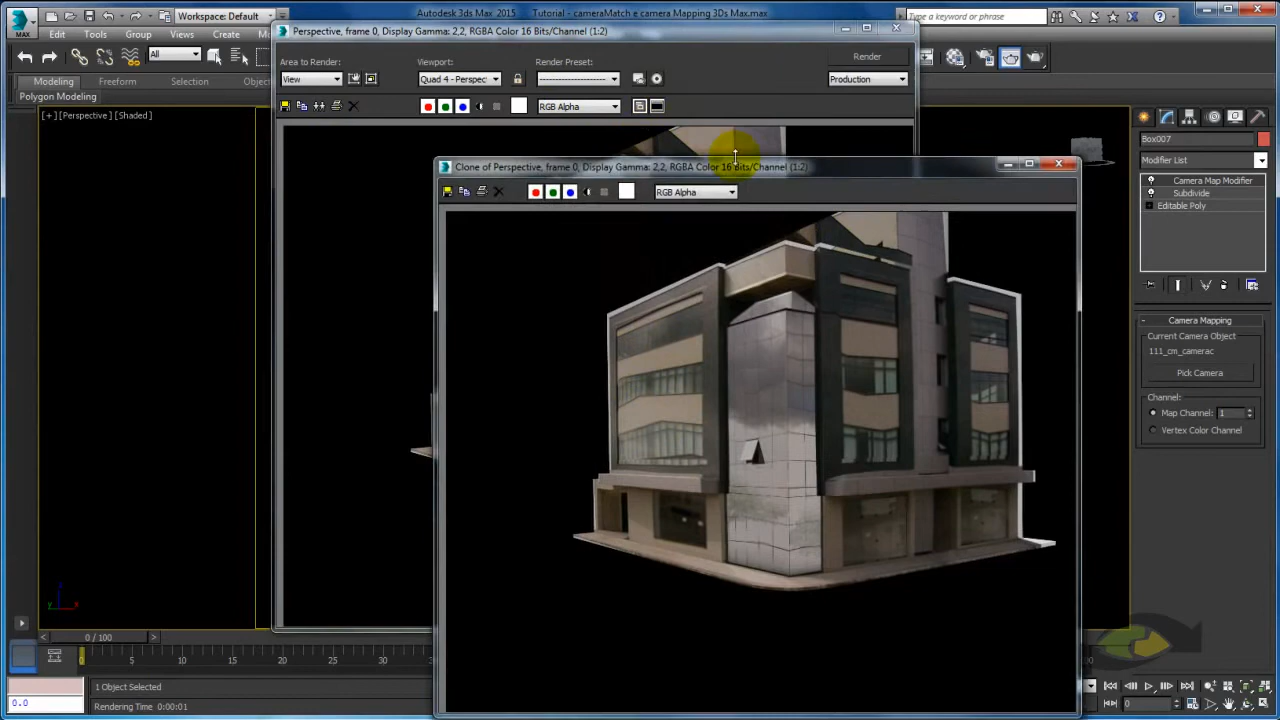 Workspace: Default
Autodesk 3ds Max 2015 Tutorial - cameraMatch e camera Mapping 3Ds Max.max
Type a keyword or phrase
MAX
Edit Tools Group Views Create
All
Modeling Freeform Selection
Polygon Modeling
[+] [Perspective] [Shaded]
Perspective, frame 0, Display Gamma: 2,2, RGBA Color 16 Bits/Channel (1:2)
Area to Render: Viewport: Render Preset: Render
View Quad 4 - Perspec Production
RGB Alpha
Clone of Perspective, frame 0, Display Gamma: 2,2, RGBA Color 16 Bits/Channel (1:2)
RGB Alpha
Box007
Modifier List
Camera Map Modifier
Subdivide
Editable Poly
Camera Mapping
Current Camera Object
111_cm_camerac
Pick Camera
Channel:
Map Channel: 1
Vertex Color Channel
z
y x
0 / 100
0 5 10 15 20 25 30
1 Object Selected
0.0
Rendering Time 0:00:01
0